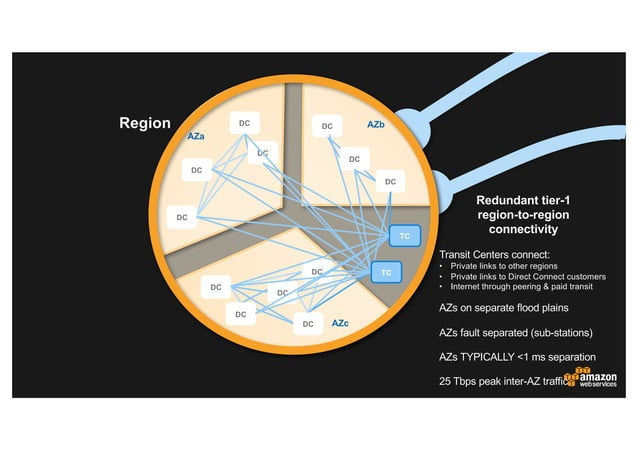 Region
AZa
DC
DC
DC
DC
DC
DC
DC
AZb
TC
TC
DC
DC
DC
DC
DC
AZc
Redundant tier-1
region-to-region
connectivity
Transit Centers connect:
• Private links to other regions
• Private links to Direct Connect customers
• Internet through peering & paid transit
AZs on separate flood plains
AZs fault separated (sub-stations)
AZs TYPICALLY <1 ms separation
25 Tbps peak inter-AZ traffic
amazon
web services